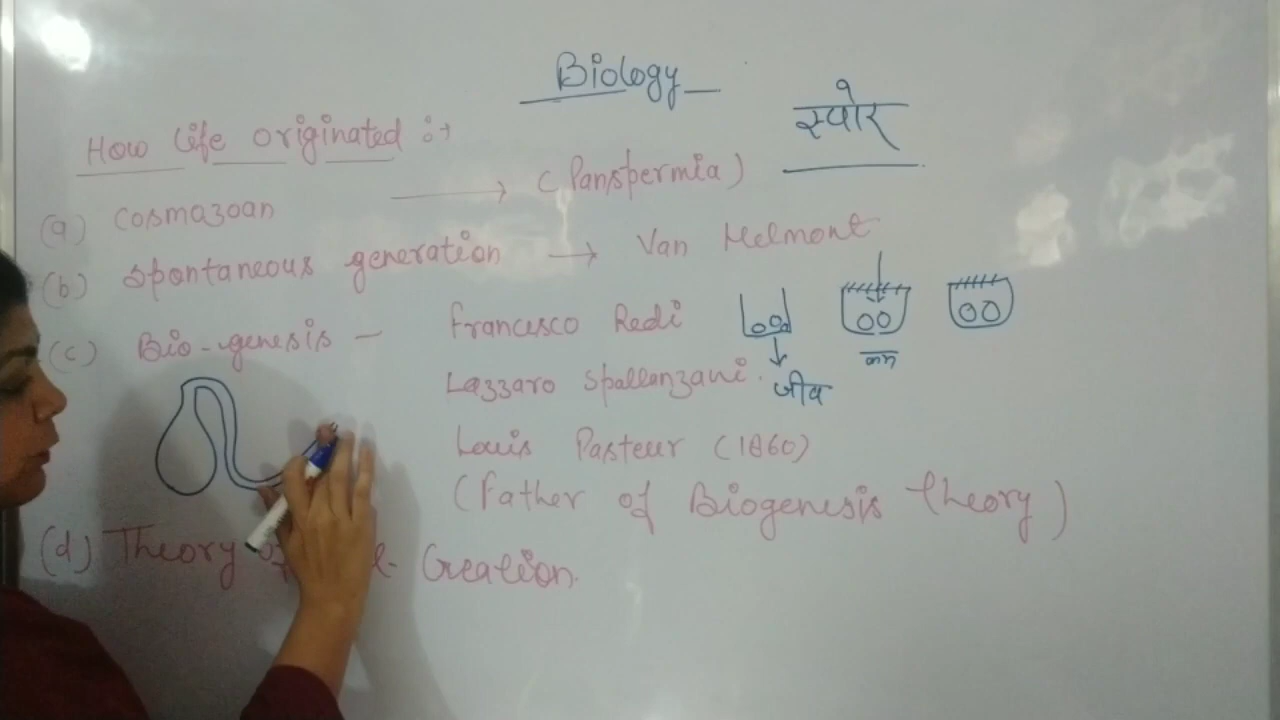 Biology
स्पोर
How life originated :→
(a) Cosmazoan → (Panspermia)
(b) Spontaneous generation → Van Helmont
(c) Bio-genesis - Francesco Redi
कम
Lazzaro Spallanzani.
जीव
Louis Pasteur (1860)
(Father of Biogenesis theory)
(d) Theory of Creation.